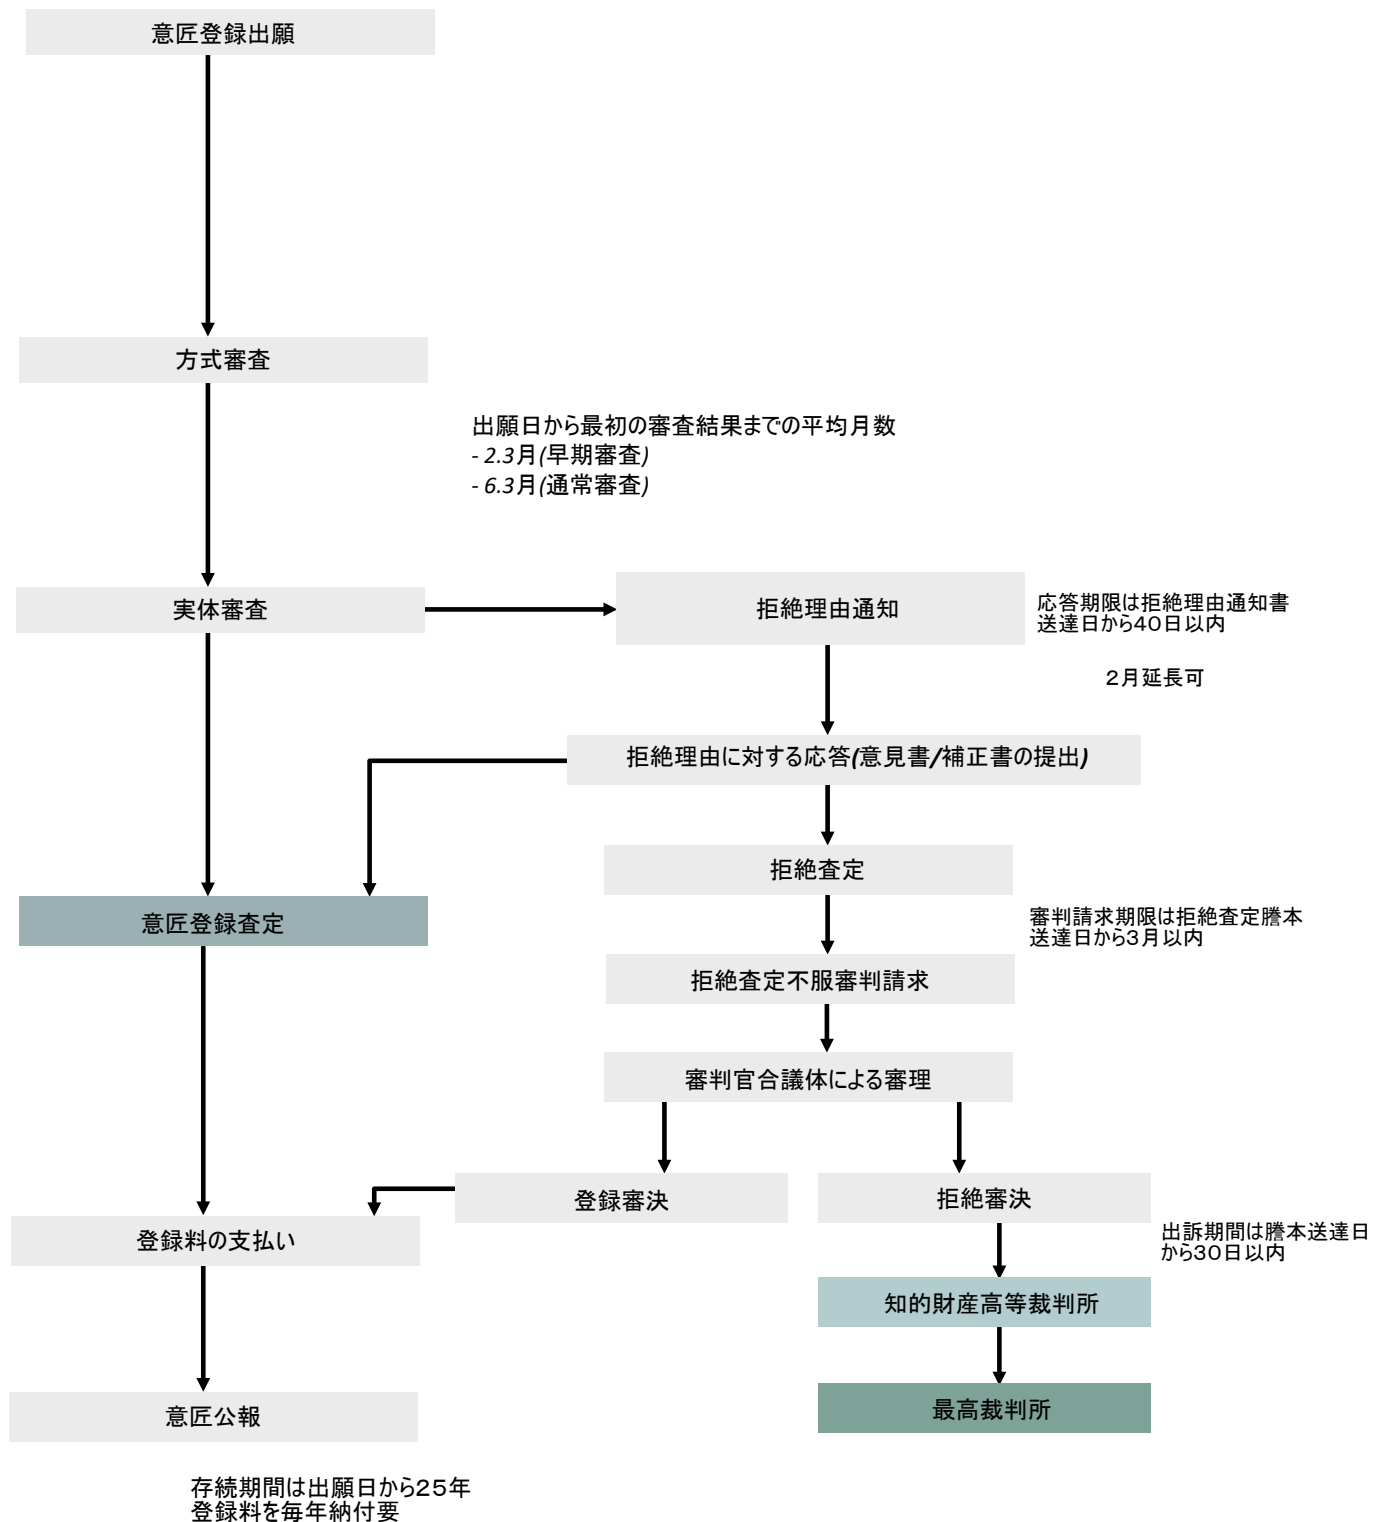 意匠登録出願
方式審査
出願日から最初の審査結果までの平均月数
- 2.3月(早期審査)
- 6.3月(通常審査)
実体審査
拒絶理由通知
応答期限は拒絶理由通知書
送達日から40日以内
２月延長可
拒絶理由に対する応答(意見書/補正書の提出)
拒絶査定
意匠登録査定
審判請求期限は拒絶査定謄本
送達日から3月以内
拒絶査定不服審判請求
審判官合議体による審理
登録審決
拒絶審決
登録料の支払い
出訴期間は謄本送達日
から30日以内
知的財産高等裁判所
最高裁判所
意匠公報
存続期間は出願日から25年
登録料を毎年納付要